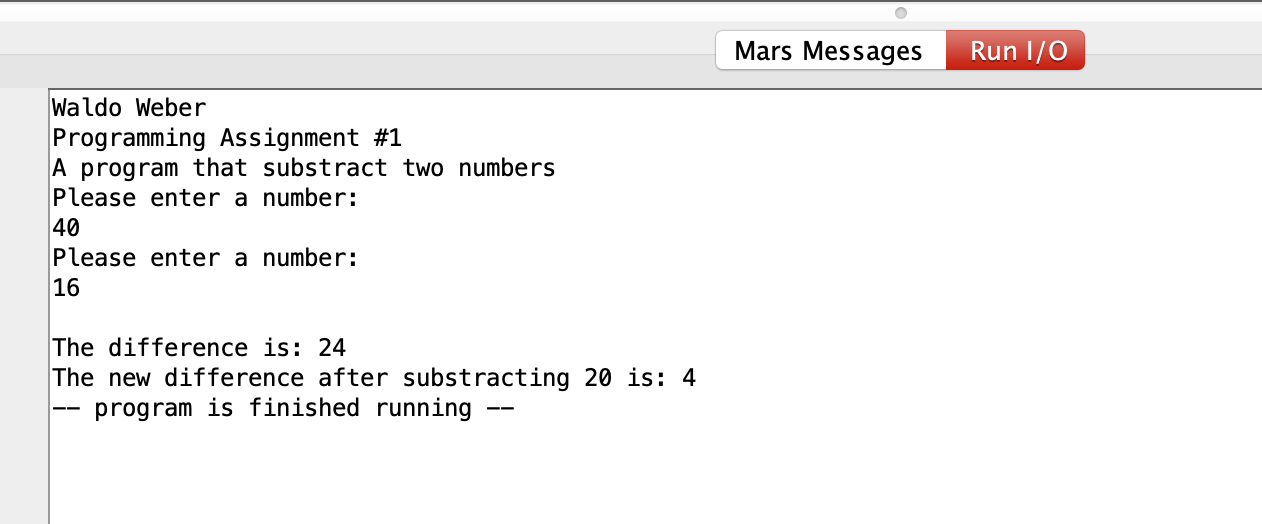 Mars Messages Run I/O
Waldo Weber
Programming Assignment #1
A program that substract two numbers
Please enter a number:
40
Please enter a number:
16
The difference is: 24
The new difference after substracting 20 is: 4
-- program is finished running --